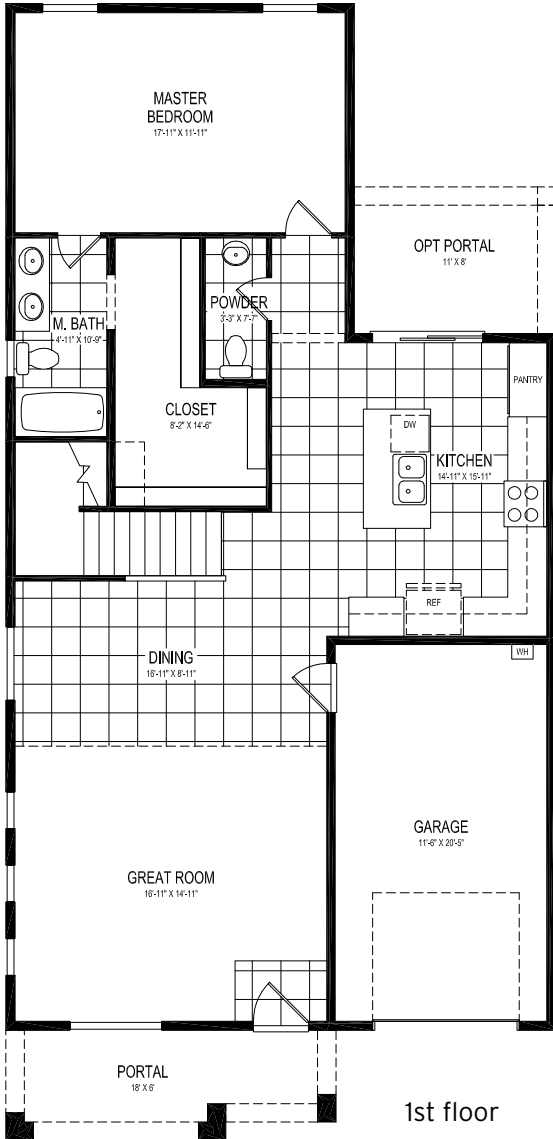 MASTER
BEDROOM
17'-11" X 11'-11"
OPT PORTAL
11' X 8'
POWDER
3'-3" X 7'-7"
M. BATH
4'-11" X 10'-9"
PANTRY
CLOSET
8'-2" X 14'-6"
DW
KITCHEN
14'-11" X 15'-11"
REF
DINING
16'-11" X 8'-11"
WH
GARAGE
11'-6" X 20'-5"
GREAT ROOM
16'-11" X 14'-11"
PORTAL
18' X 6'
1st floor